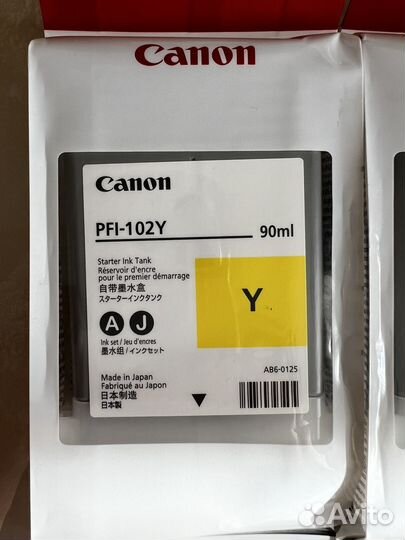 Canon
Canon
PFI-102Y 90ml
Starter Ink Tank
Réservoir d'encre
pour le premier démarrage
自带墨水盒
スターターインクタンク
Y
A J
Ink set / Jeu d'encres
墨水组 / インクセット
AB6-0125
Made in Japan
Fabriqué au Japon
日本制造
日本製
Avito